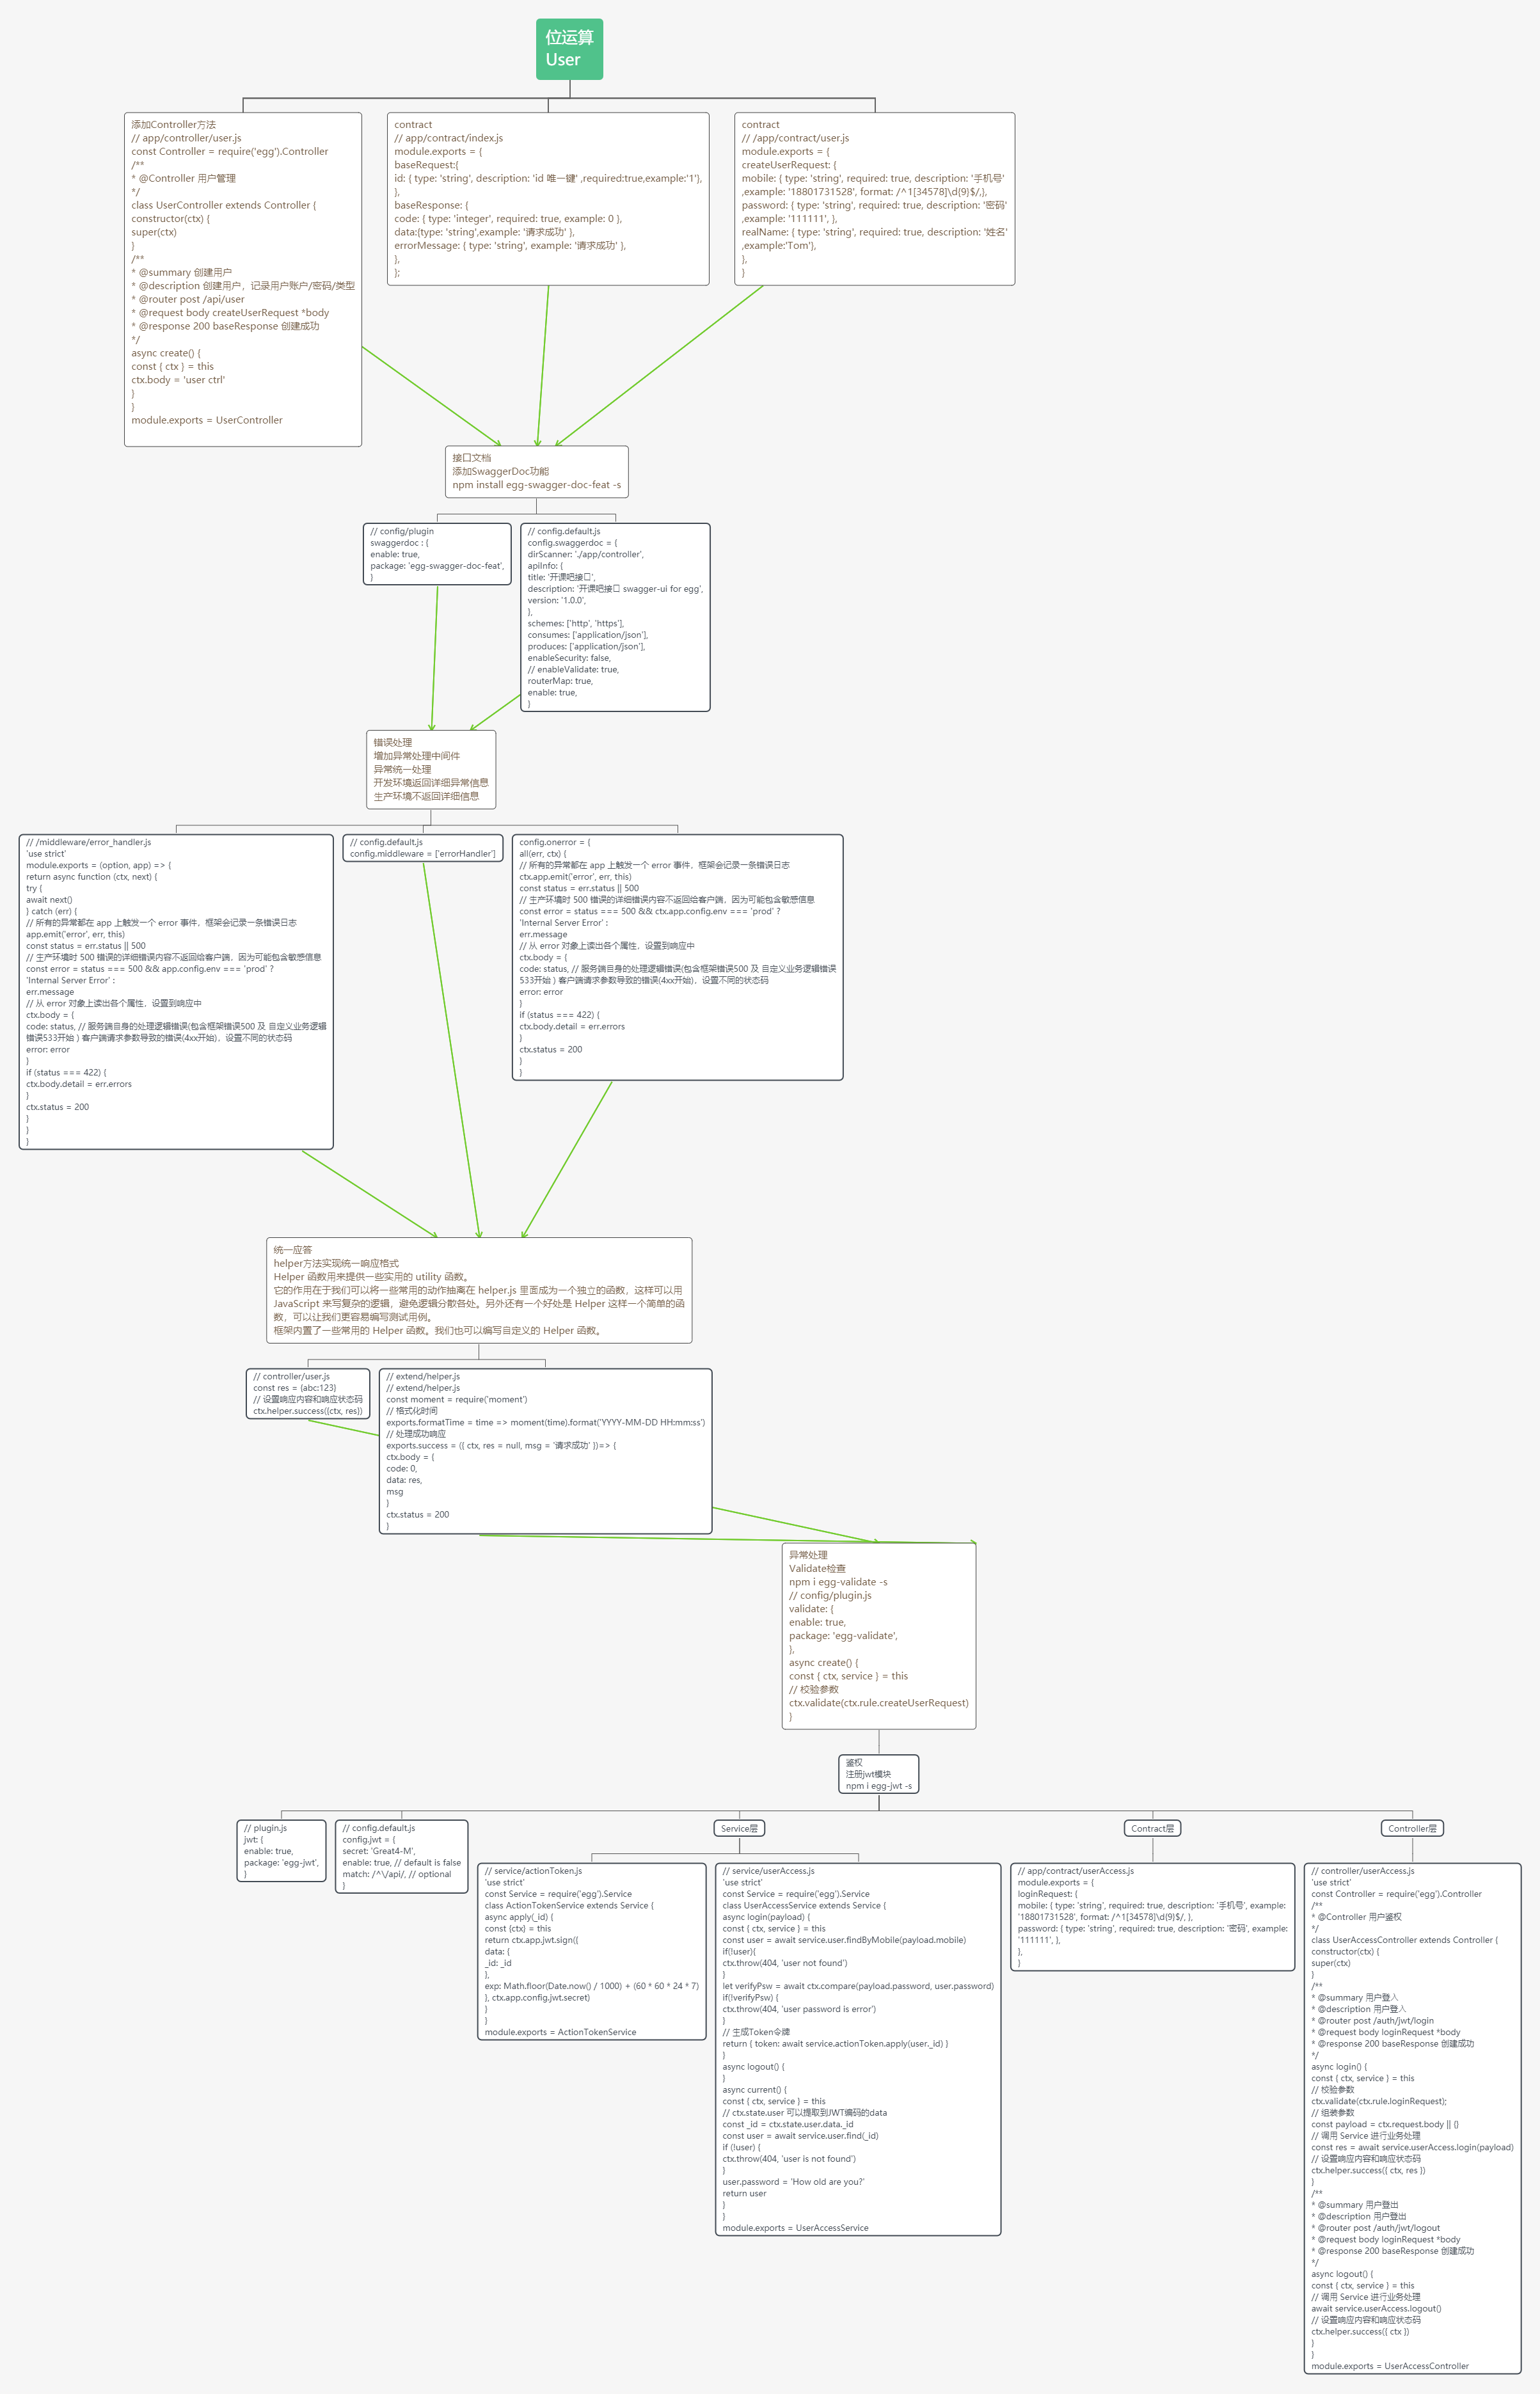 位运算
User
添加Controller方法
// app/controller/user.js
const Controller = require('egg').Controller
/**
* @Controller 用户管理
*/
class UserController extends Controller {
constructor(ctx) {
super(ctx)
}
/**
* @summary 创建用户
* @description 创建用户，记录用户账户/密码/类型
* @router post /api/user
* @request body createUserRequest *body
* @response 200 baseResponse 创建成功
*/
async create() {
const { ctx } = this
ctx.body = 'user ctrl'
}
}
module.exports = UserController
contract
// app/contract/index.js
module.exports = {
baseRequest:{
id: { type: 'string', description: 'id 唯一键' ,required:true,example:'1'},
},
baseResponse: {
code: { type: 'integer', required: true, example: 0 },
data:{type: 'string',example: '请求成功' },
errorMessage: { type: 'string', example: '请求成功' },
},
};
contract
// /app/contract/user.js
module.exports = {
createUserRequest: {
mobile: { type: 'string', required: true, description: '手机号'
,example: '18801731528', format: /^1[34578]\d{9}$/,},
password: { type: 'string', required: true, description: '密码'
,example: '111111', },
realName: { type: 'string', required: true, description: '姓名'
,example:'Tom'},
},
}
接口文档
添加SwaggerDoc功能
npm install egg-swagger-doc-feat -s
// config/plugin
swaggerdoc : {
enable: true,
package: 'egg-swagger-doc-feat',
}
// config.default.js
config.swaggerdoc = {
dirScanner: './app/controller',
apiInfo: {
title: '开课吧接⼝',
description: '开课吧接⼝ swagger-ui for egg',
version: '1.0.0',
},
schemes: ['http', 'https'],
consumes: ['application/json'],
produces: ['application/json'],
enableSecurity: false,
// enableValidate: true,
routerMap: true,
enable: true,
}
错误处理
增加异常处理中间件
异常统一处理
开发环境返回详细异常信息
生产环境不返回详细信息
// /middleware/error_handler.js
'use strict'
module.exports = (option, app) => {
return async function (ctx, next) {
try {
await next()
} catch (err) {
// 所有的异常都在 app 上触发一个 error 事件，框架会记录一条错误日志
app.emit('error', err, this)
const status = err.status || 500
// 生产环境时 500 错误的详细错误内容不返回给客户端，因为可能包含敏感信息
const error = status === 500 && app.config.env === 'prod' ?
'Internal Server Error' :
err.message
// 从 error 对象上读出各个属性，设置到响应中
ctx.body = {
code: status, // 服务端自身的处理逻辑错误(包含框架错误500 及 自定义业务逻辑
错误533开始 ) 客户端请求参数导致的错误(4xx开始)，设置不同的状态码
error: error
}
if (status === 422) {
ctx.body.detail = err.errors
}
ctx.status = 200
}
}
}
// config.default.js
config.middleware = ['errorHandler']
config.onerror = {
all(err, ctx) {
// 所有的异常都在 app 上触发一个 error 事件，框架会记录一条错误日志
ctx.app.emit('error', err, this)
const status = err.status || 500
// 生产环境时 500 错误的详细错误内容不返回给客户端，因为可能包含敏感信息
const error = status === 500 && ctx.app.config.env === 'prod' ?
'Internal Server Error' :
err.message
// 从 error 对象上读出各个属性，设置到响应中
ctx.body = {
code: status, // 服务端自身的处理逻辑错误(包含框架错误500 及 自定义业务逻辑错误
533开始 ) 客户端请求参数导致的错误(4xx开始)，设置不同的状态码
error: error
}
if (status === 422) {
ctx.body.detail = err.errors
}
ctx.status = 200
}
}
统一应答
helper方法实现统一响应格式
Helper 函数用来提供一些实用的 utility 函数。
它的作用在于我们可以将一些常用的动作抽离在 helper.js 里面成为一个独立的函数，这样可以用
JavaScript 来写复杂的逻辑，避免逻辑分散各处。另外还有一个好处是 Helper 这样一个简单的函
数，可以让我们更容易编写测试用例。
框架内置了一些常用的 Helper 函数。我们也可以编写自定义的 Helper 函数。
// controller/user.js
const res = {abc:123}
// 设置响应内容和响应状态码
ctx.helper.success({ctx, res})
// extend/helper.js
// extend/helper.js
const moment = require('moment')
// 格式化时间
exports.formatTime = time => moment(time).format('YYYY-MM-DD HH:mm:ss')
// 处理成功响应
exports.success = ({ ctx, res = null, msg = '请求成功' })=> {
ctx.body = {
code: 0,
data: res,
msg
}
ctx.status = 200
}
异常处理
Validate检查
npm i egg-validate -s
// config/plugin.js
validate: {
enable: true,
package: 'egg-validate',
},
async create() {
const { ctx, service } = this
// 校验参数
ctx.validate(ctx.rule.createUserRequest)
}
鉴权
注册jwt模块
npm i egg-jwt -s
// plugin.js
jwt: {
enable: true,
package: 'egg-jwt',
}
// config.default.js
config.jwt = {
secret: 'Great4-M',
enable: true, // default is false
match: /^\/api/, // optional
}
Service层
// service/actionToken.js
'use strict'
const Service = require('egg').Service
class ActionTokenService extends Service {
async apply(_id) {
const {ctx} = this
return ctx.app.jwt.sign({
data: {
_id: _id
},
exp: Math.floor(Date.now() / 1000) + (60 * 60 * 24 * 7)
}, ctx.app.config.jwt.secret)
}
}
module.exports = ActionTokenService
// service/userAccess.js
'use strict'
const Service = require('egg').Service
class UserAccessService extends Service {
async login(payload) {
const { ctx, service } = this
const user = await service.user.findByMobile(payload.mobile)
if(!user){
ctx.throw(404, 'user not found')
}
let verifyPsw = await ctx.compare(payload.password, user.password)
if(!verifyPsw) {
ctx.throw(404, 'user password is error')
}
// 生成Token令牌
return { token: await service.actionToken.apply(user._id) }
}
async logout() {
}
async current() {
const { ctx, service } = this
// ctx.state.user 可以提取到JWT编码的data
const _id = ctx.state.user.data._id
const user = await service.user.find(_id)
if (!user) {
ctx.throw(404, 'user is not found')
}
user.password = 'How old are you?'
return user
}
}
module.exports = UserAccessService
Contract层
// app/contract/userAccess.js
module.exports = {
loginRequest: {
mobile: { type: 'string', required: true, description: '手机号', example:
'18801731528', format: /^1[34578]\d{9}$/, },
password: { type: 'string', required: true, description: '密码', example:
'111111', },
},
}
Controller层
// controller/userAccess.js
'use strict'
const Controller = require('egg').Controller
/**
* @Controller 用户鉴权
*/
class UserAccessController extends Controller {
constructor(ctx) {
super(ctx)
}
/**
* @summary 用户登入
* @description 用户登入
* @router post /auth/jwt/login
* @request body loginRequest *body
* @response 200 baseResponse 创建成功
*/
async login() {
const { ctx, service } = this
// 校验参数
ctx.validate(ctx.rule.loginRequest);
// 组装参数
const payload = ctx.request.body || {}
// 调用 Service 进行业务处理
const res = await service.userAccess.login(payload)
// 设置响应内容和响应状态码
ctx.helper.success({ ctx, res })
}
/**
* @summary 用户登出
* @description 用户登出
* @router post /auth/jwt/logout
* @request body loginRequest *body
* @response 200 baseResponse 创建成功
*/
async logout() {
const { ctx, service } = this
// 调用 Service 进行业务处理
await service.userAccess.logout()
// 设置响应内容和响应状态码
ctx.helper.success({ ctx })
}
}
module.exports = UserAccessController